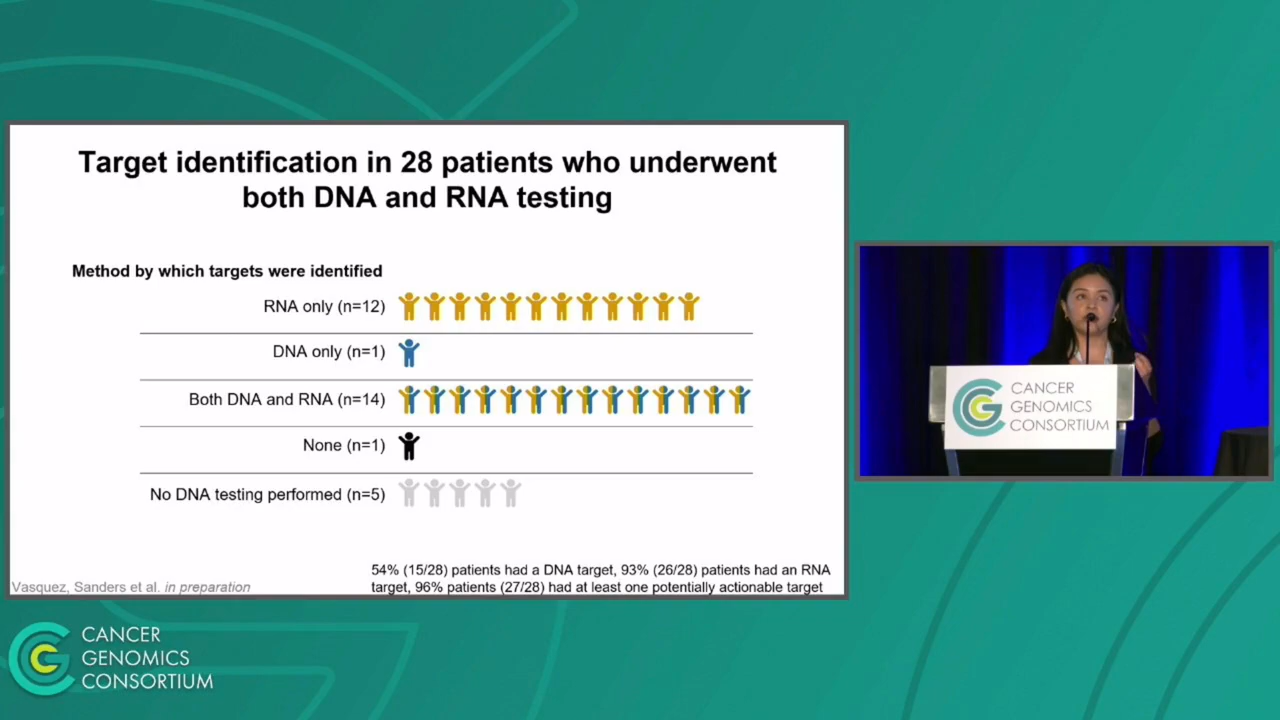 Target identification in 28 patients who underwent
both DNA and RNA testing
Method by which targets were identified
RNA only (n=12)
DNA only (n=1)
Both DNA and RNA (n=14)
None (n=1)
No DNA testing performed (n=5)
54% (15/28) patients had a DNA target, 93% (26/28) patients had an RNA
target, 96% patients (27/28) had at least one potentially actionable target
Vasquez, Sanders et al. in preparation
CANCER
GENOMICS
CONSORTIUM
CANCER
GENOMICS
CONSORTIUM